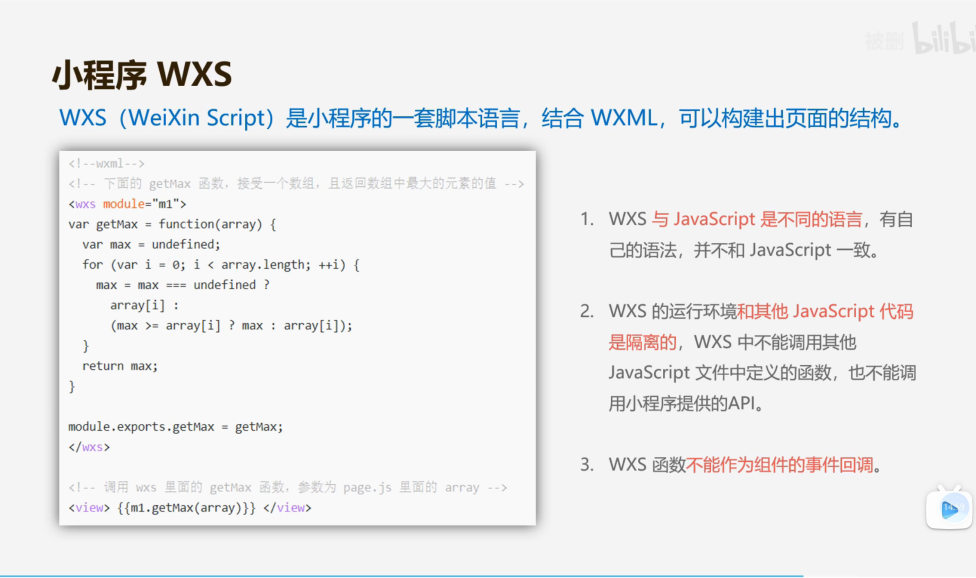 被删 bilibi
小程序 WXS
WXS（WeiXin Script）是小程序的一套脚本语言，结合 WXML，可以构建出页面的结构。
<!--wxml-->
<!-- 下面的 getMax 函数，接受一个数组，且返回数组中最大的元素的值 -->
<wxs module="m1">
var getMax = function(array) {
  var max = undefined;
  for (var i = 0; i < array.length; ++i) {
    max = max === undefined ?
      array[i] :
      (max >= array[i] ? max : array[i]);
  }
  return max;
}
module.exports.getMax = getMax;
</wxs>
<!-- 调用 wxs 里面的 getMax 函数，参数为 page.js 里面的 array -->
<view> {{m1.getMax(array)}} </view>
1. WXS 与 JavaScript 是不同的语言，有自
己的语法，并不和 JavaScript 一致。
2. WXS 的运行环境和其他 JavaScript 代码
是隔离的，WXS 中不能调用其他
JavaScript 文件中定义的函数，也不能调
用小程序提供的API。
3. WXS 函数不能作为组件的事件回调。